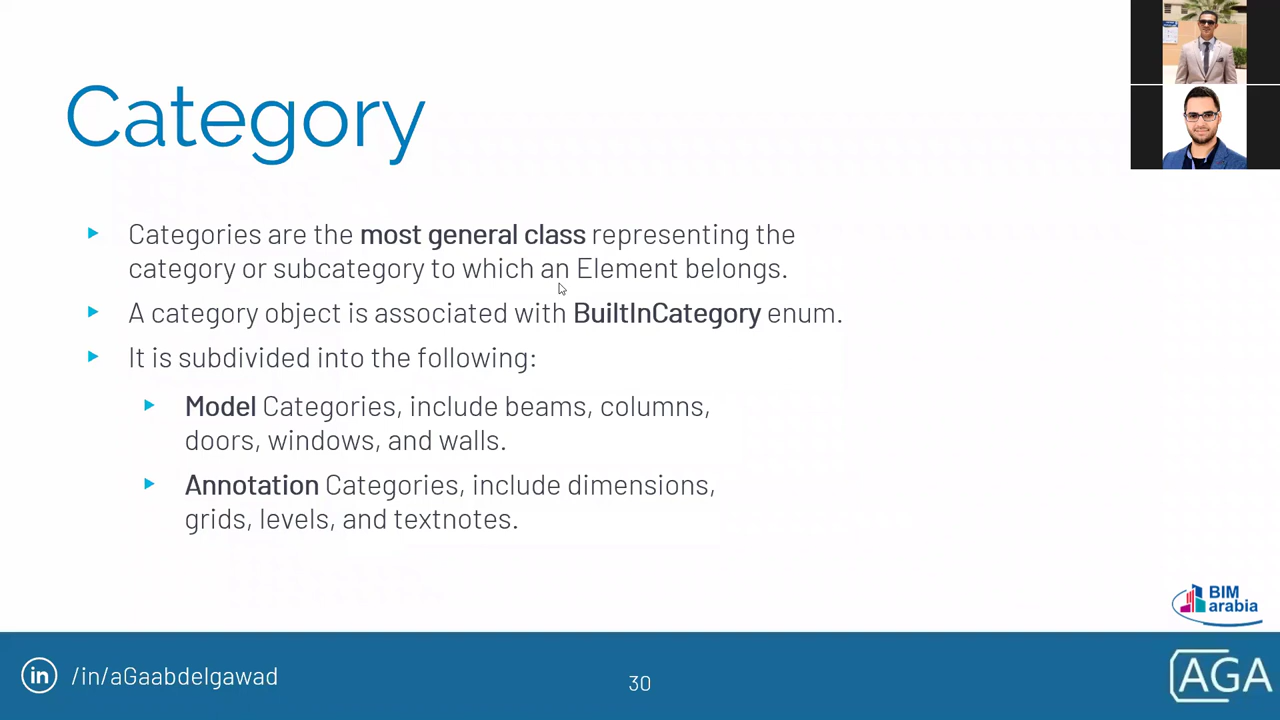 Category
Categories are the most general class representing the
category or subcategory to which an Element belongs.
A category object is associated with BuiltInCategory enum.
It is subdivided into the following:
Model Categories, include beams, columns,
doors, windows, and walls.
Annotation Categories, include dimensions,
grids, levels, and textnotes.
BIM
arabia
in /in/aGaabdelgawad
30
AGA